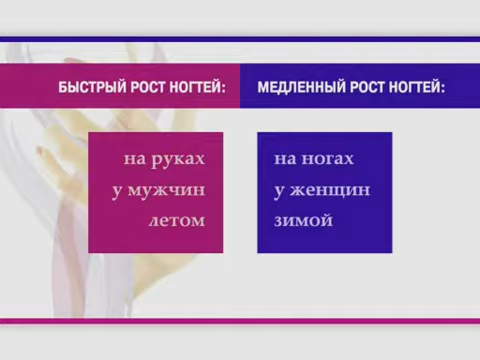 БЫСТРЫЙ РОСТ НОГТЕЙ:
на руках
у мужчин
летом
МЕДЛЕННЫЙ РОСТ НОГТЕЙ:
на ногах
у женщин
зимой